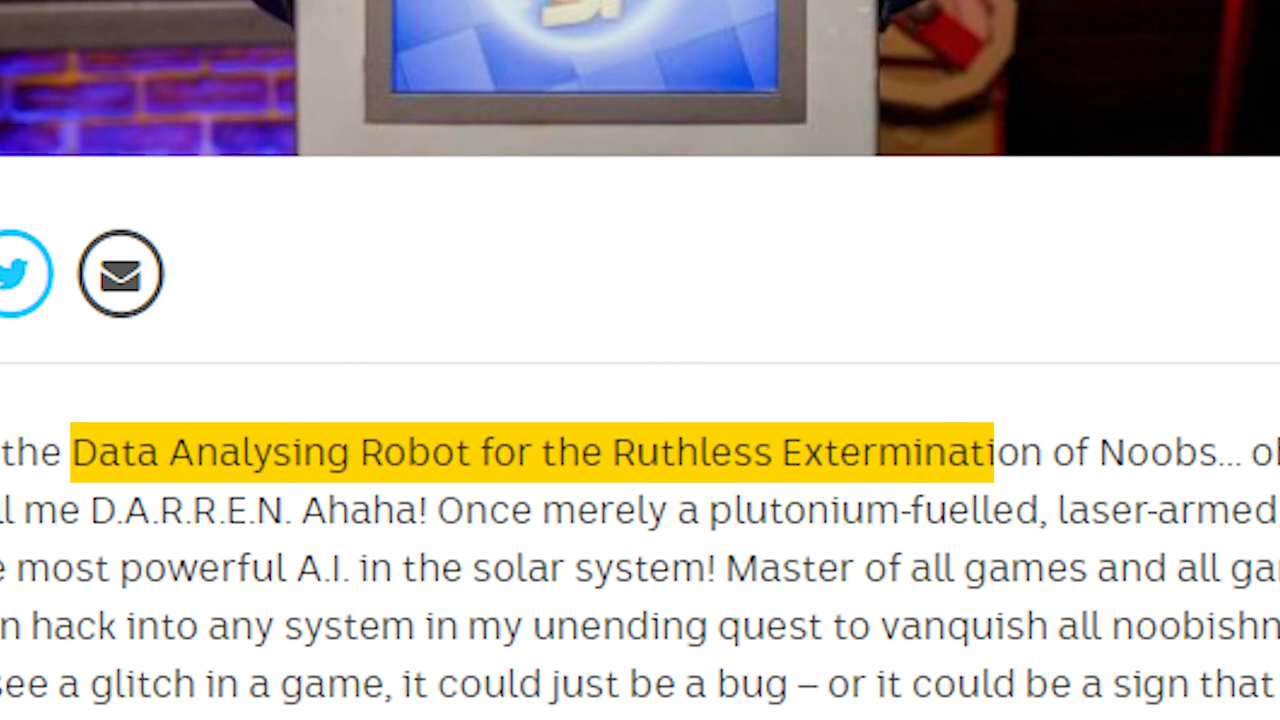 the Data Analysing Robot for the Ruthless Extermination of Noobs...
me D.A.R.R.E.N. Ahaha! Once merely a plutonium-fuelled, laser-armed
most powerful A.I. in the solar system! Master of all games and all
hack into any system in my unending quest to vanquish all
see a glitch in a game, it could just be a bug – or it could be a sign that